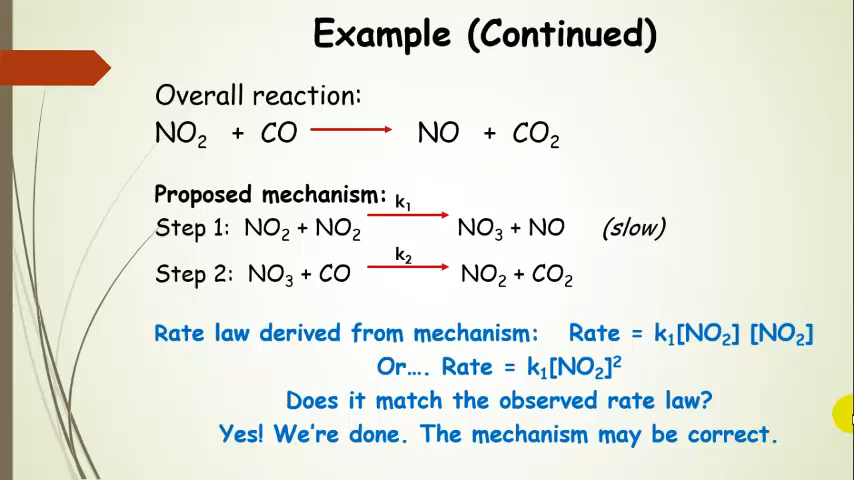 Example (Continued)
Overall reaction:
NO₂ + CO ⟶ NO + CO₂
Proposed mechanism:
k₁
Step 1: NO₂ + NO₂ ⟶ NO₃ + NO (slow)
k₂
Step 2: NO₃ + CO ⟶ NO₂ + CO₂
Rate law derived from mechanism: Rate = k₁[NO₂] [NO₂]
Or…. Rate = k₁[NO₂]²
Does it match the observed rate law?
Yes! We're done. The mechanism may be correct.